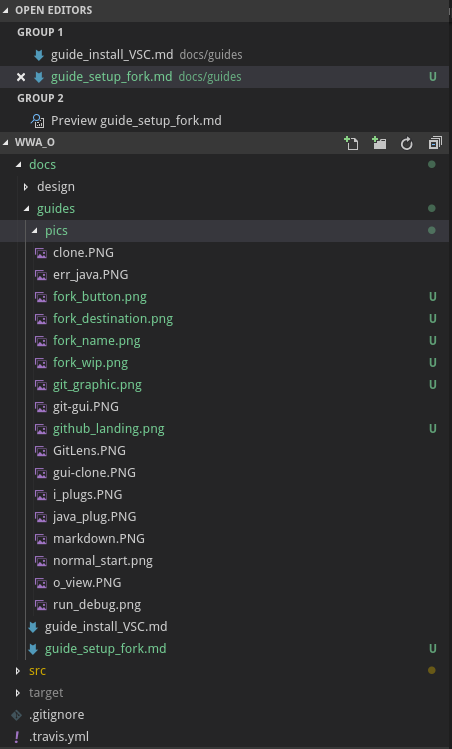 OPEN EDITORS
GROUP 1
guide_install_VSC.md docs/guides
guide_setup_fork.md docs/guides U
GROUP 2
Preview guide_setup_fork.md
WWA_O
docs
design
guides
pics
clone.PNG
err_java.PNG
fork_button.png U
fork_destination.png U
fork_name.png U
fork_wip.png U
git_graphic.png U
git-gui.PNG
github_landing.png U
GitLens.PNG
gui-clone.PNG
i_plugs.PNG
java_plug.PNG
markdown.PNG
normal_start.png
o_view.PNG
run_debug.png
guide_install_VSC.md
guide_setup_fork.md U
src
target
.gitignore
.travis.yml